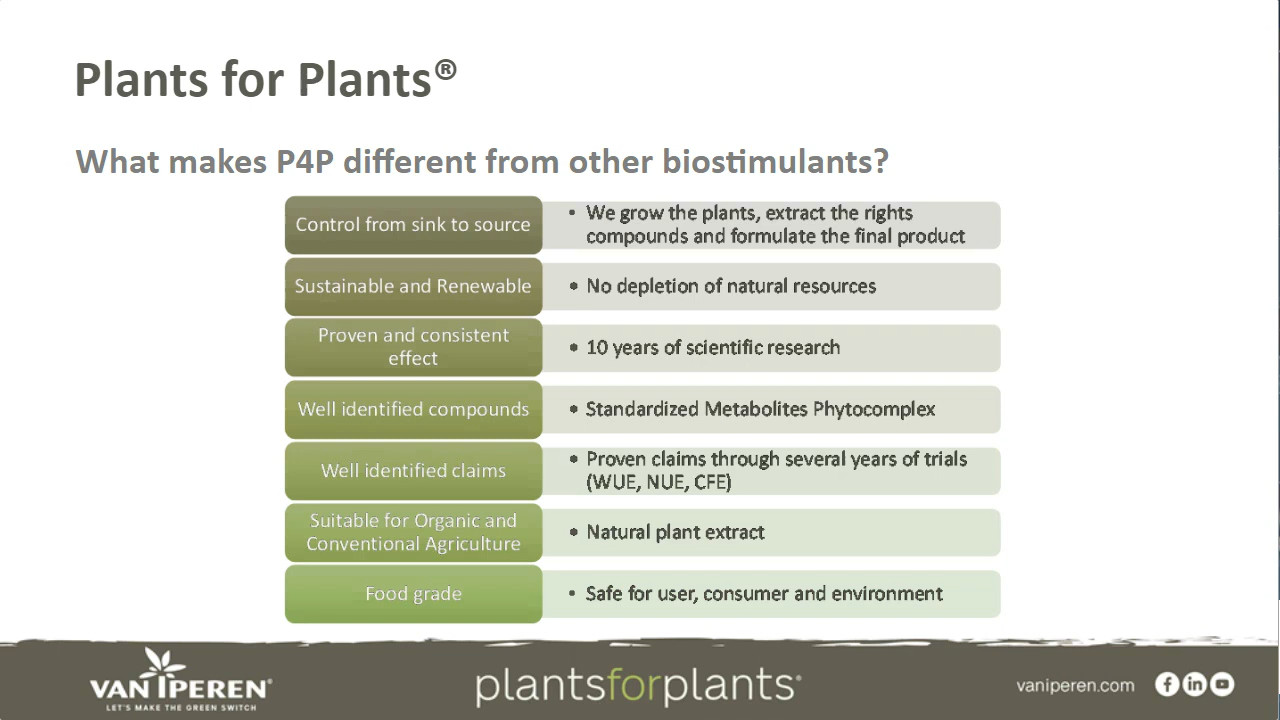 Plants for Plants®
What makes P4P different from other biostimulants?
Control from sink to source
• We grow the plants, extract the rights
compounds and formulate the final product
Sustainable and Renewable
• No depletion of natural resources
Proven and consistent
effect
• 10 years of scientific research
Well identified compounds
• Standardized Metabolites Phytocomplex
Well identified claims
• Proven claims through several years of trials
(WUE, NUE, CFE)
Suitable for Organic and
Conventional Agriculture
• Natural plant extract
Food grade
• Safe for user, consumer and environment
VAN IPEREN®
LET'S MAKE THE GREEN SWITCH
plantsforplants®
vaniperen.com
f in